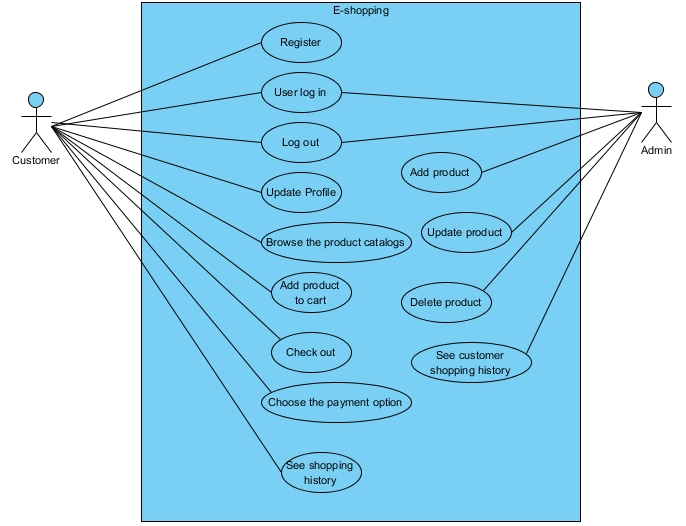 E-shopping
Register
User log in
Log out
Customer
Admin
Add product
Update Profile
Update product
Browse the product catalogs
Add product
to cart
Delete product
Check out
See customer
shopping history
Choose the payment option
See shopping
history